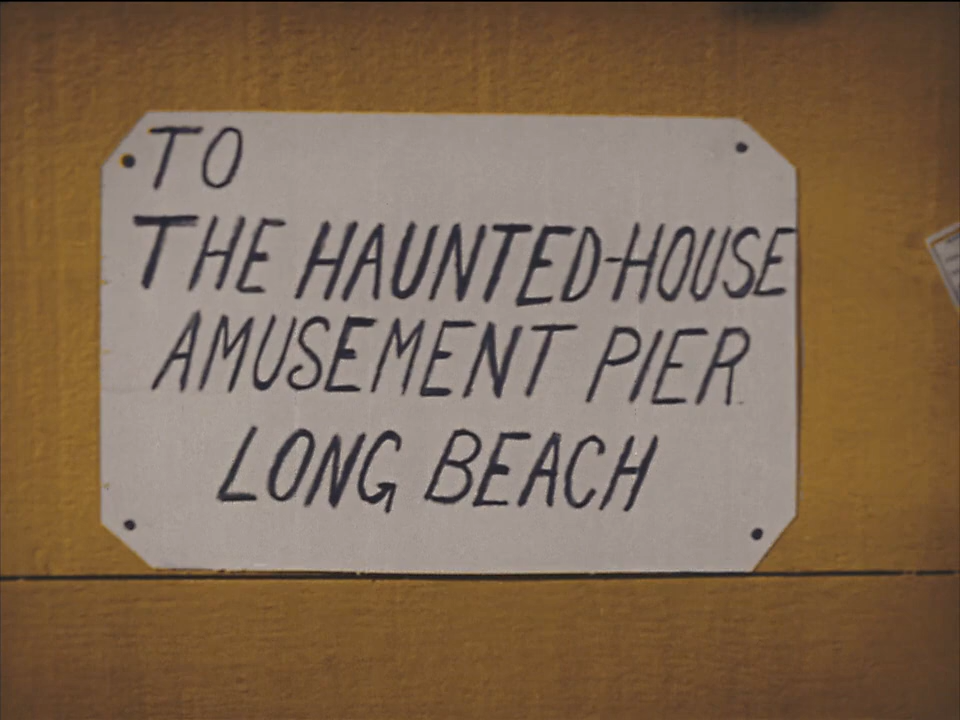 TO
THE HAUNTED-HOUSE
AMUSEMENT PIER
LONG BEACH